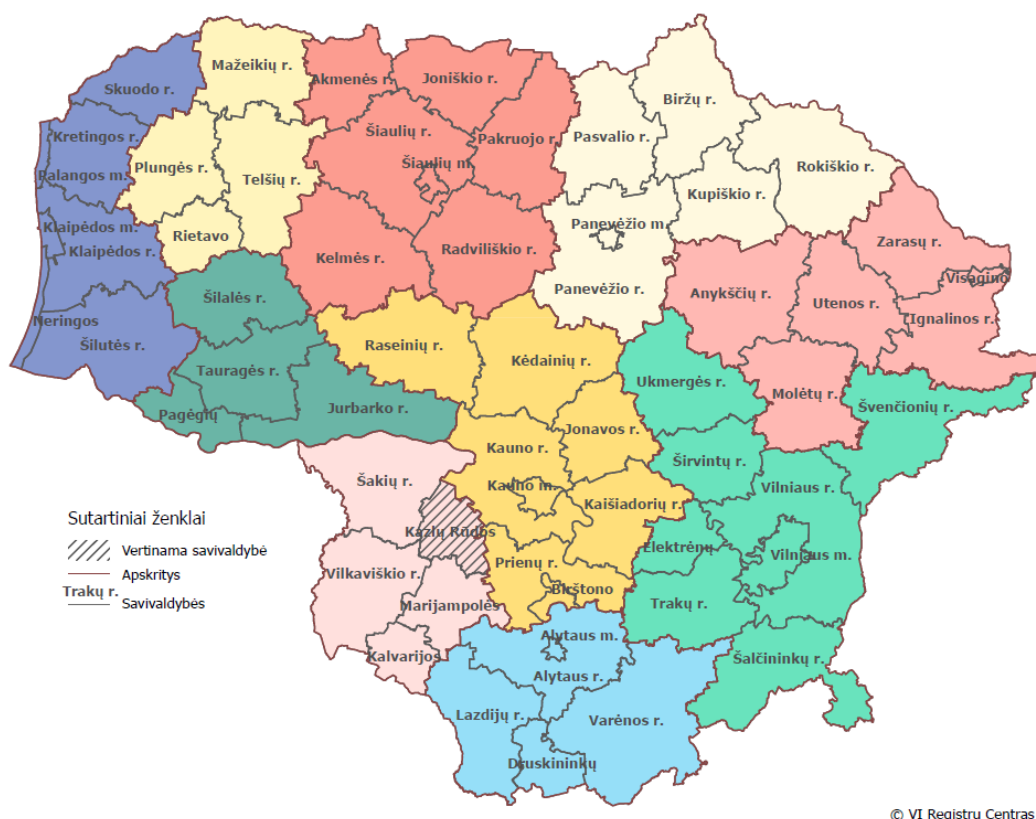 Mažeikių r.
Akmenės r.
Joniškio r.
Skuodo r.
Biržų r.
Kretingos r.
Šiaulių r.
Pakruojo r.
Pasvalio r.
Plungės r.
Šiaulių m.
Rokiškio r.
Palangos m.
Telšių r.
Kupiškio r.
Klaipėdos m.
Panevėžio m.
Rietavo
Klaipėdos r.
Radviliškio r.
Zarasų r.
Kelmės r.
Visagino
Panevėžio r.
Anykščių r.
Šilalės r.
Utenos r.
Neringos
Ignalinos r.
Šilutės r.
Raseinių r.
Kėdainių r.
Tauragės r.
Ukmergės r.
Molėtų r.
Jurbarko r.
Švenčionių r.
Pagėgių
Jonavos r.
Kauno r.
Širvintų r.
Šakių r.
Kauno m.
Vilniaus r.
Kaišiadorių r.
Kazlų Rūdos
Elektrėnų
Vilniaus m.
Prienų r.
Vilkaviškio r.
Birštono
Marijampolės
Trakų r.
Alytaus m.
Kalvarijos
Šalčininkų r.
Alytaus r.
Lazdijų r.
Varėnos r.
Druskininkų
Sutartiniai ženklai
Vertinama savivaldybė
Apskritys
Trakų r.
Savivaldybės
© VI Registrų Centras